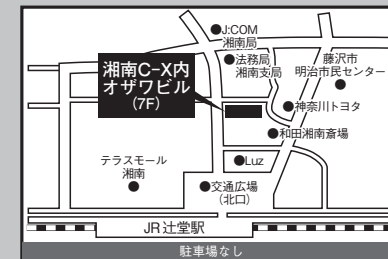 ●J:COM
湘南局
●法務局
湘南支局
藤沢市
明治市民センター
●
湘南C-X内
オザワビル
(7F)
●神奈川トヨタ
●和田湘南斎場
テラスモール
湘南
●
●Luz
●交通広場
(北口)
JR辻堂駅
駐車場なし